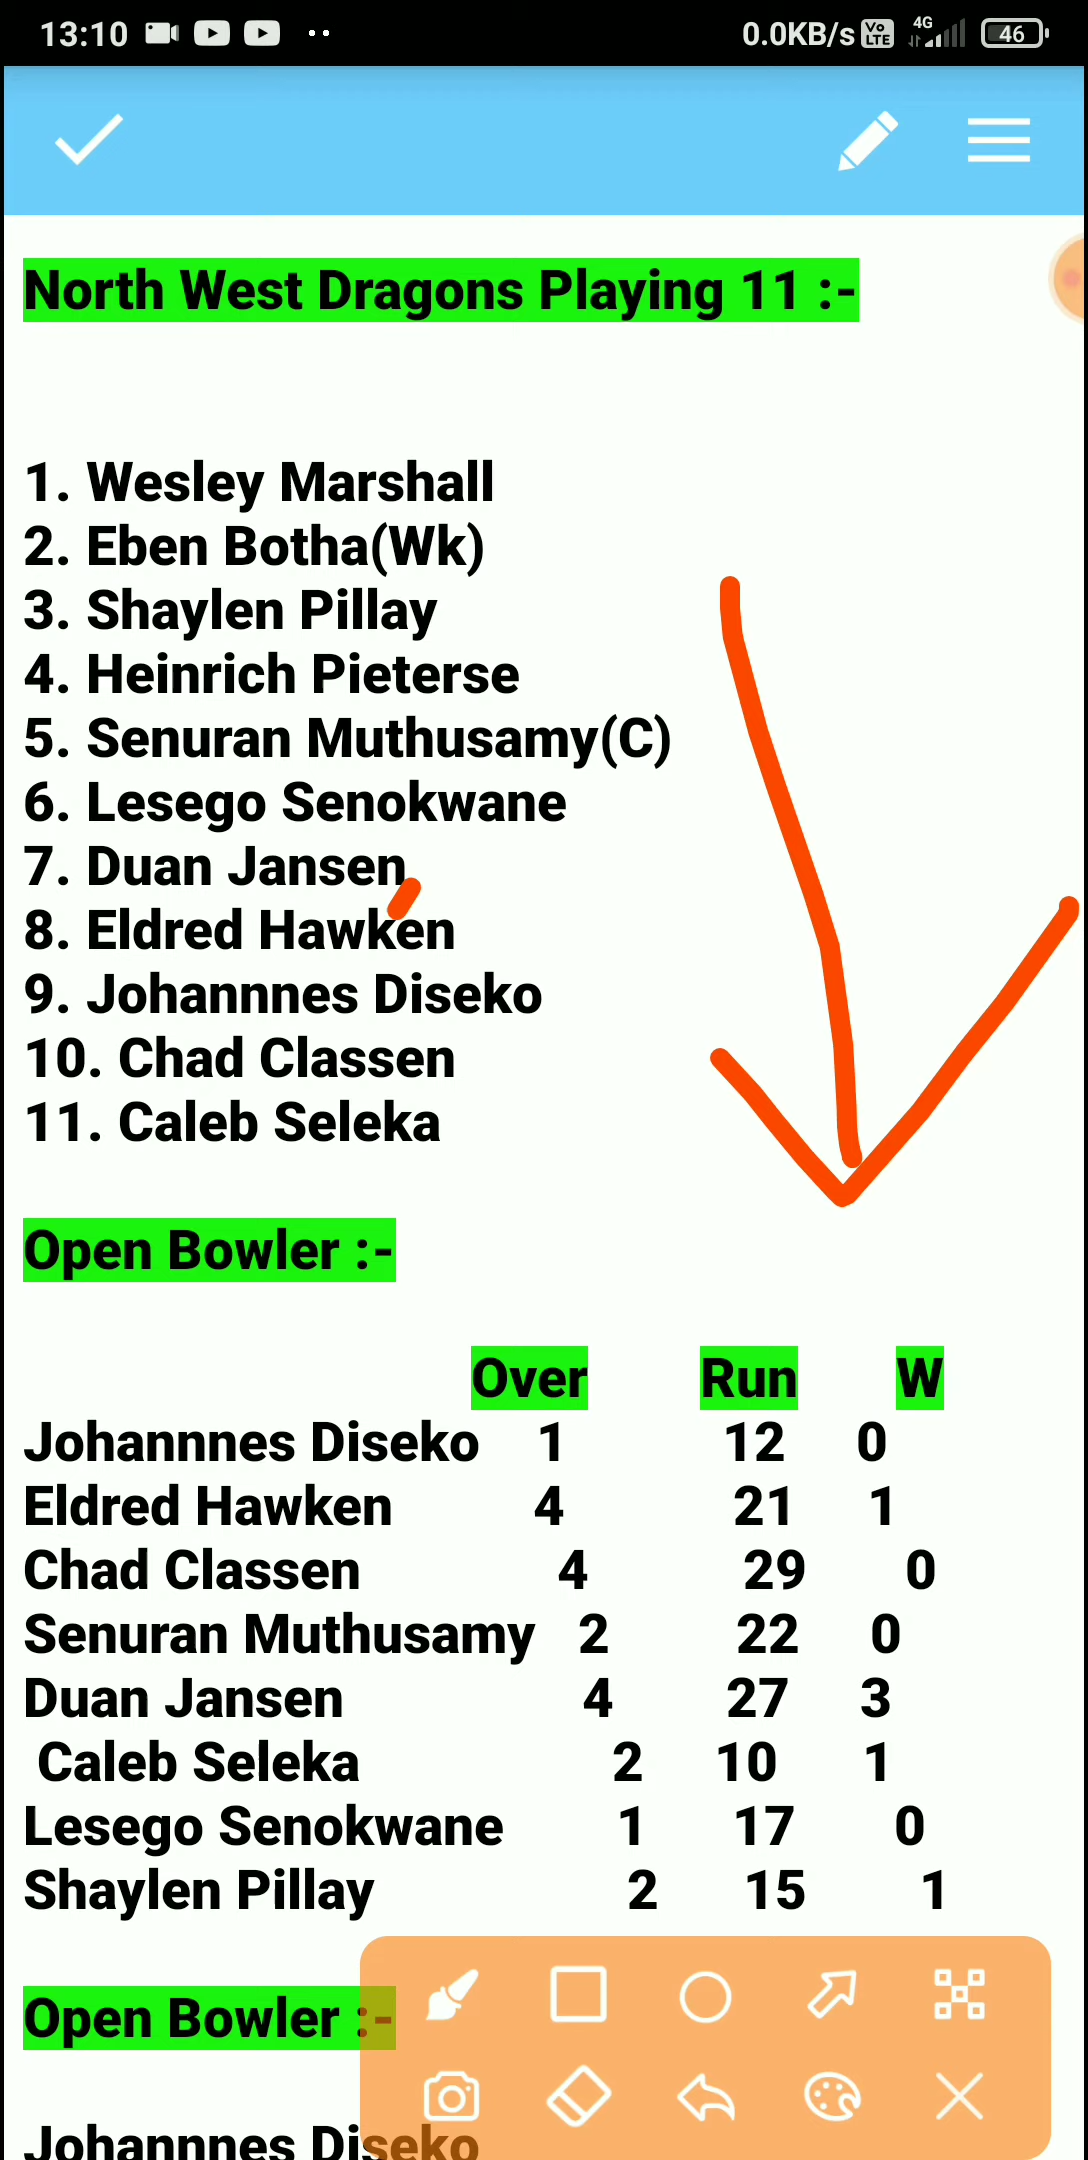 13:10 0.0KB/s Vo LTE 4G 46
North West Dragons Playing 11 :-
1. Wesley Marshall
2. Eben Botha(Wk)
3. Shaylen Pillay
4. Heinrich Pieterse
5. Senuran Muthusamy(C)
6. Lesego Senokwane
7. Duan Jansen
8. Eldred Hawken
9. Johannnes Diseko
10. Chad Classen
11. Caleb Seleka
Open Bowler :-
Over Run W
Johannnes Diseko 1 12 0
Eldred Hawken 4 21 1
Chad Classen 4 29 0
Senuran Muthusamy 2 22 0
Duan Jansen 4 27 3
Caleb Seleka 2 10 1
Lesego Senokwane 1 17 0
Shaylen Pillay 2 15 1
Open Bowler :-
Johannnes Diseko